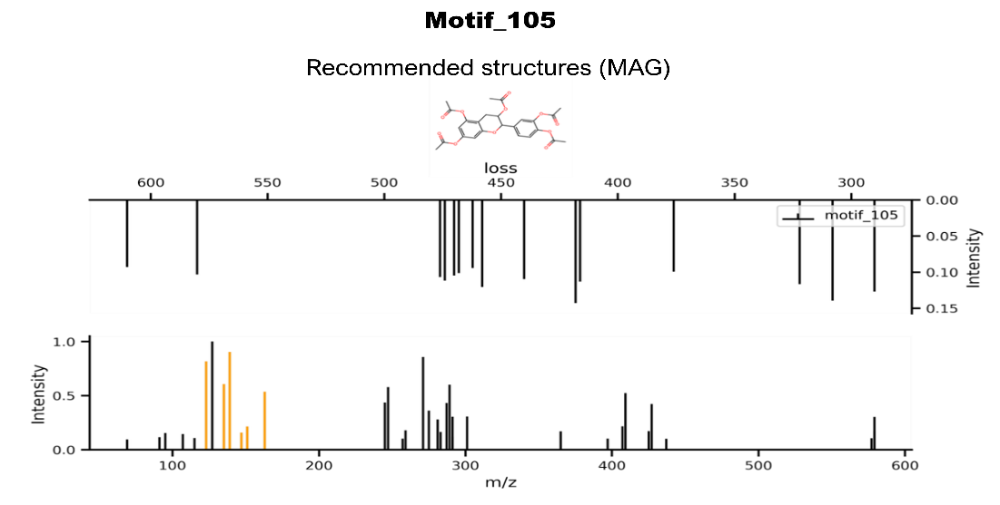 Motif_105
Recommended structures (MAG)
loss
600 550 500 450 400 350 300
0.00
motif_105
0.05
0.10
0.15
Intensity
1.0
0.5
0.0
Intensity
100 200 300 400 500 600
m/z